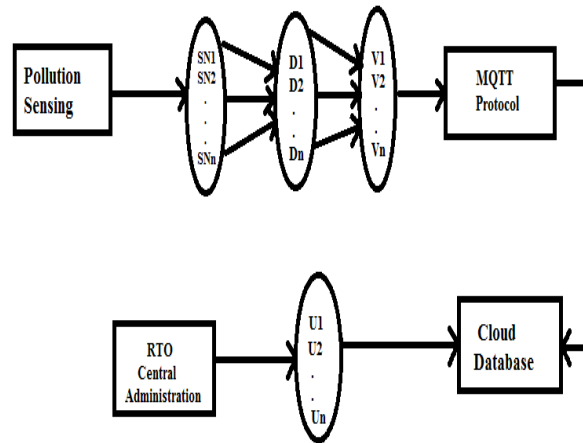 Pollution
Sensing
SN1
SN2
.
.
.
SNn
D1
D2
.
.
Dn
V1
V2
.
.
Vn
MQTT
Protocol
RTO
Central
Administration
U1
U2
.
.
Un
Cloud
Database